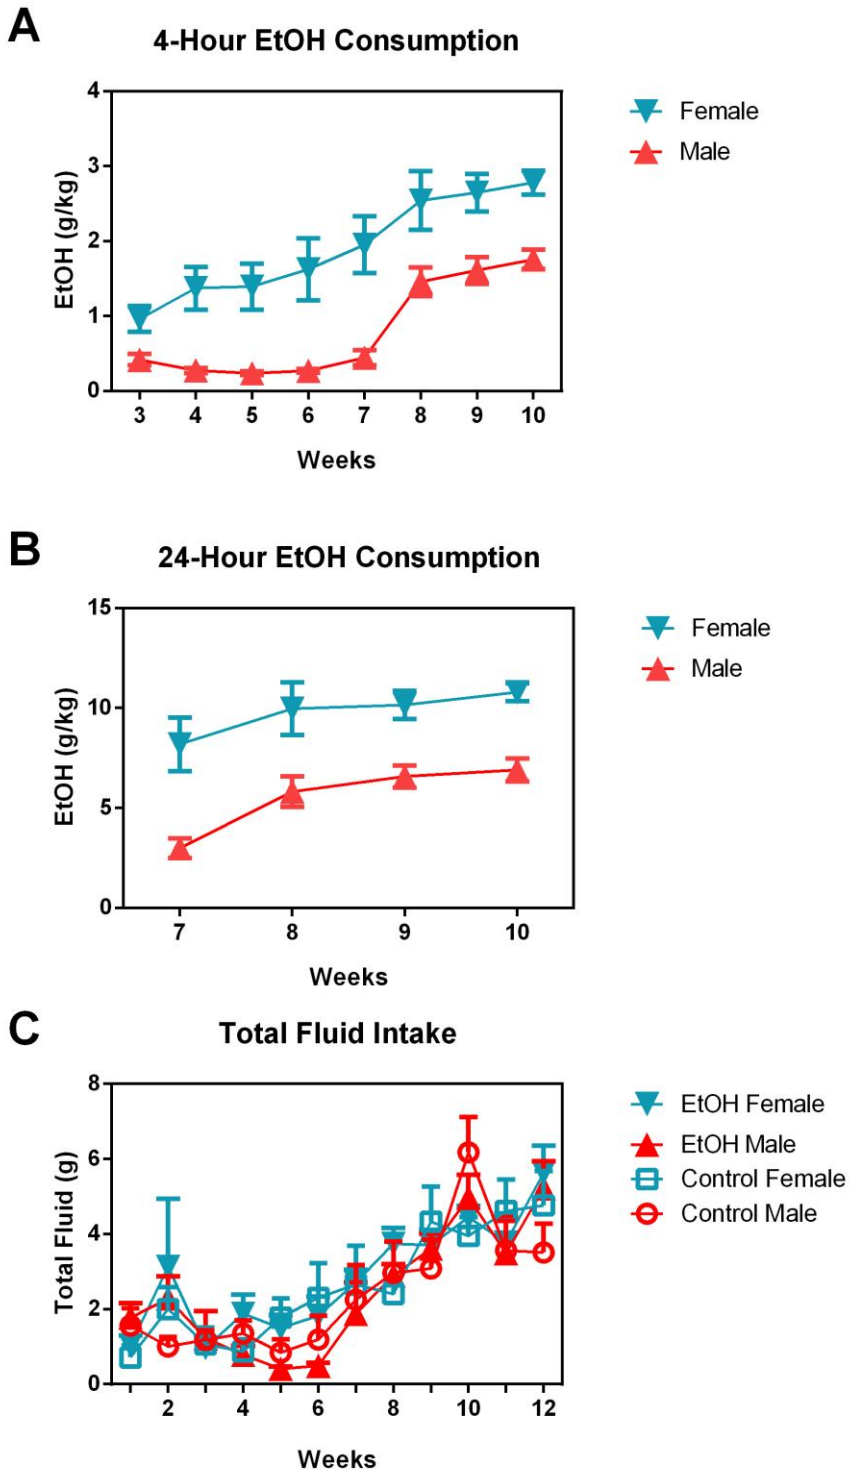 A
4-Hour EtOH Consumption
4
3
2
1
0
EtOH (g/kg)
3 4 5 6 7 8 9 10
Weeks
Female
Male
B
24-Hour EtOH Consumption
15
10
5
0
EtOH (g/kg)
7 8 9 10
Weeks
Female
Male
C
Total Fluid Intake
8
6
4
2
0
Total Fluid (g)
2 4 6 8 10 12
Weeks
EtOH Female
EtOH Male
Control Female
Control Male